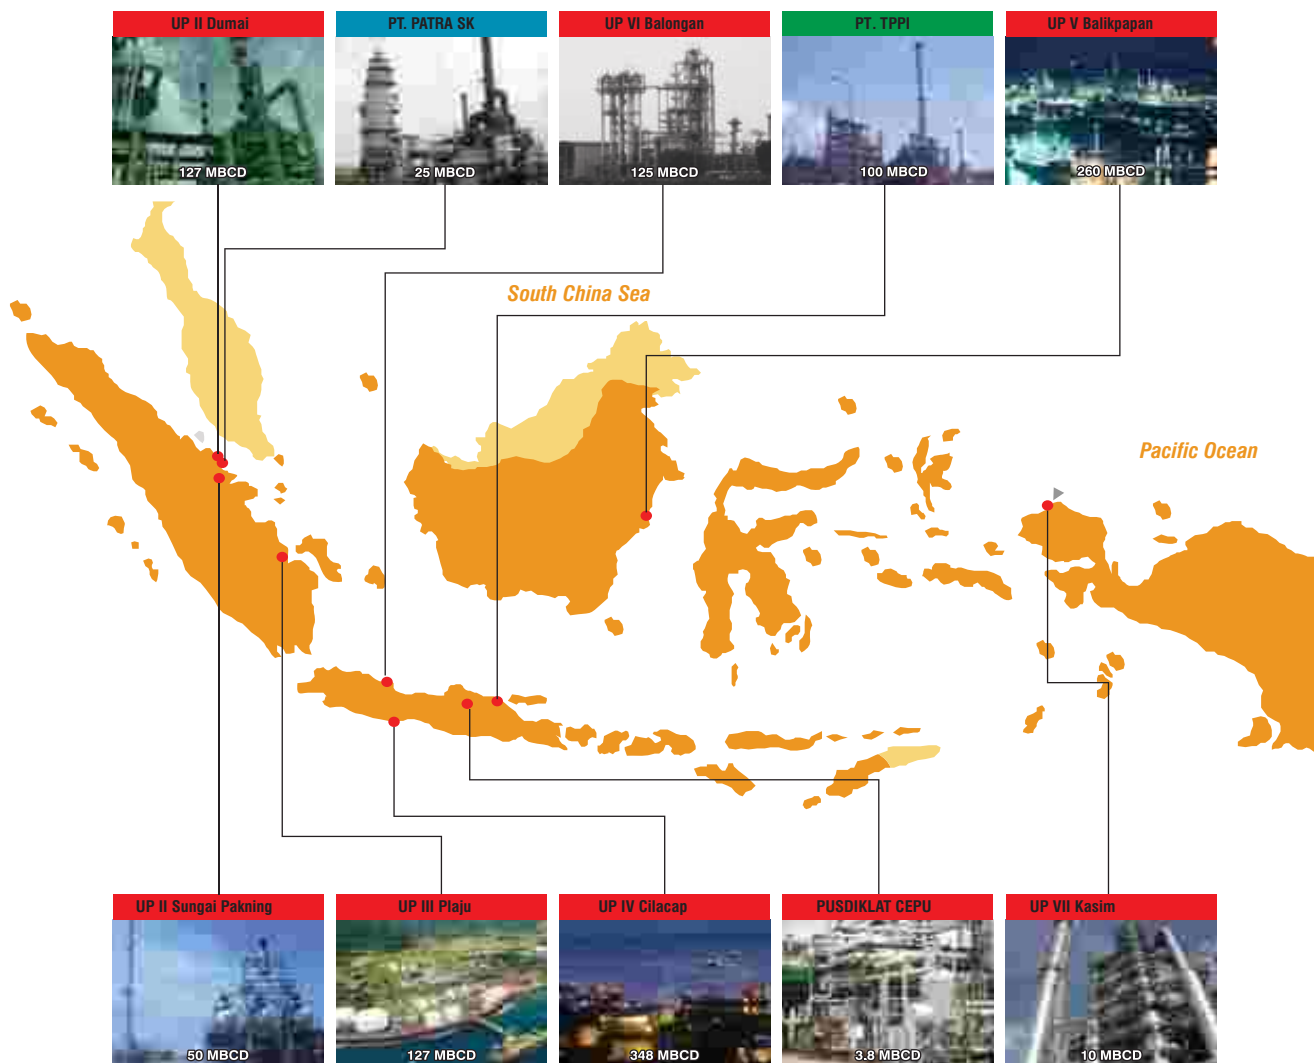 UP II Dumai
PT. PATRA SK
UP VI Balongan
PT. TPPI
UP V Balikpapan
127 MBCD
25 MBCD
125 MBCD
100 MBCD
260 MBCD
South China Sea
Pacific Ocean
UP II Sungai Pakning
UP III Plaju
UP IV Cilacap
PUSDIKLAT CEPU
UP VII Kasim
50 MBCD
127 MBCD
348 MBCD
3.8 MBCD
10 MBCD